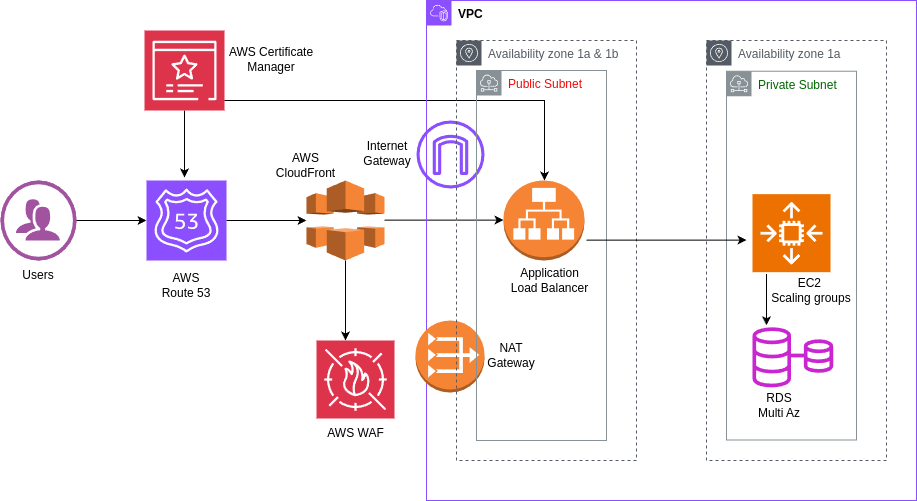 VPC
AWS Certificate
Manager
Availability zone 1a & 1b
Availability zone 1a
Public Subnet
Private Subnet
Internet
Gateway
AWS
CloudFront
53
Users
AWS
Route 53
Application
Load Balancer
EC2
Scaling groups
NAT
Gateway
RDS
Multi Az
AWS WAF